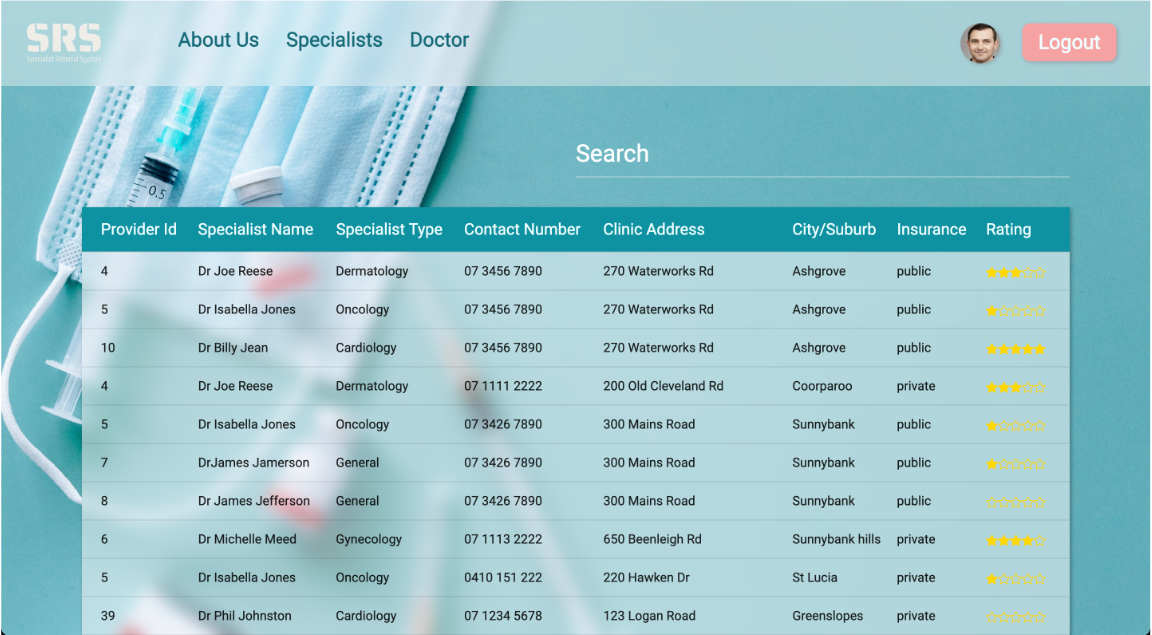 SRS About Us Specialists Doctor Logout
Specialist Referral System
0.5
Search
Provider Id Specialist Name Specialist Type Contact Number Clinic Address City/Suburb Insurance Rating
4 Dr Joe Reese Dermatology 07 3456 7890 270 Waterworks Rd Ashgrove public
5 Dr Isabella Jones Oncology 07 3456 7890 270 Waterworks Rd Ashgrove public
10 Dr Billy Jean Cardiology 07 3456 7890 270 Waterworks Rd Ashgrove public
4 Dr Joe Reese Dermatology 07 1111 2222 200 Old Cleveland Rd Coorparoo private
5 Dr Isabella Jones Oncology 07 3426 7890 300 Mains Road Sunnybank public
7 DrJames Jamerson General 07 3426 7890 300 Mains Road Sunnybank public
8 Dr James Jefferson General 07 3426 7890 300 Mains Road Sunnybank public
6 Dr Michelle Meed Gynecology 07 1113 2222 650 Beenleigh Rd Sunnybank hills private
5 Dr Isabella Jones Oncology 0410 151 222 220 Hawken Dr St Lucia private
39 Dr Phil Johnston Cardiology 07 1234 5678 123 Logan Road Greenslopes private